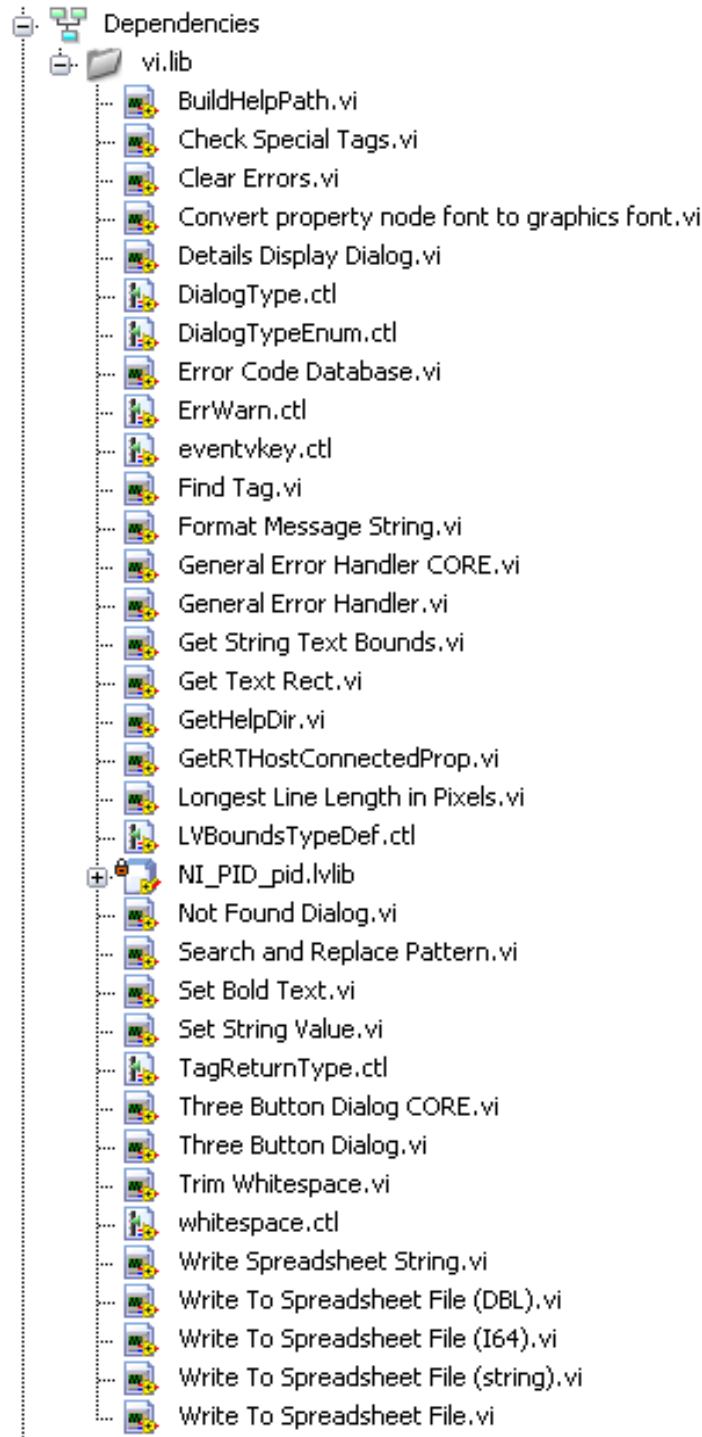 Dependencies
vi.lib
BuildHelpPath.vi
Check Special Tags.vi
Clear Errors.vi
Convert property node font to graphics font.vi
Details Display Dialog.vi
DialogType.ctl
DialogTypeEnum.ctl
Error Code Database.vi
ErrWarn.ctl
eventvkey.ctl
Find Tag.vi
Format Message String.vi
General Error Handler CORE.vi
General Error Handler.vi
Get String Text Bounds.vi
Get Text Rect.vi
GetHelpDir.vi
GetRTHostConnectedProp.vi
Longest Line Length in Pixels.vi
LVBoundsTypeDef.ctl
NI_PID_pid.lvlib
Not Found Dialog.vi
Search and Replace Pattern.vi
Set Bold Text.vi
Set String Value.vi
TagReturnType.ctl
Three Button Dialog CORE.vi
Three Button Dialog.vi
Trim Whitespace.vi
whitespace.ctl
Write Spreadsheet String.vi
Write To Spreadsheet File (DBL).vi
Write To Spreadsheet File (I64).vi
Write To Spreadsheet File (string).vi
Write To Spreadsheet File.vi